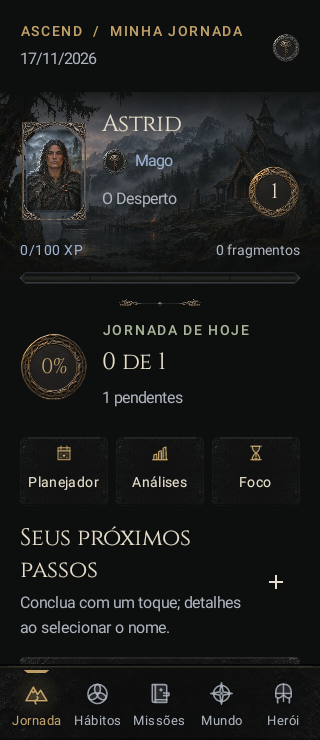 ASCEND / MINHA JORNADA
17/11/2026
Astrid
Mago
O Desperto
1
0/100 XP
0 fragmentos
JORNADA DE HOJE
0%
0 de 1
1 pendentes
Planejador
Análises
Foco
Seus próximos
passos
+
Conclua com um toque; detalhes
ao selecionar o nome.
Jornada
Hábitos
Missões
Mundo
Herói